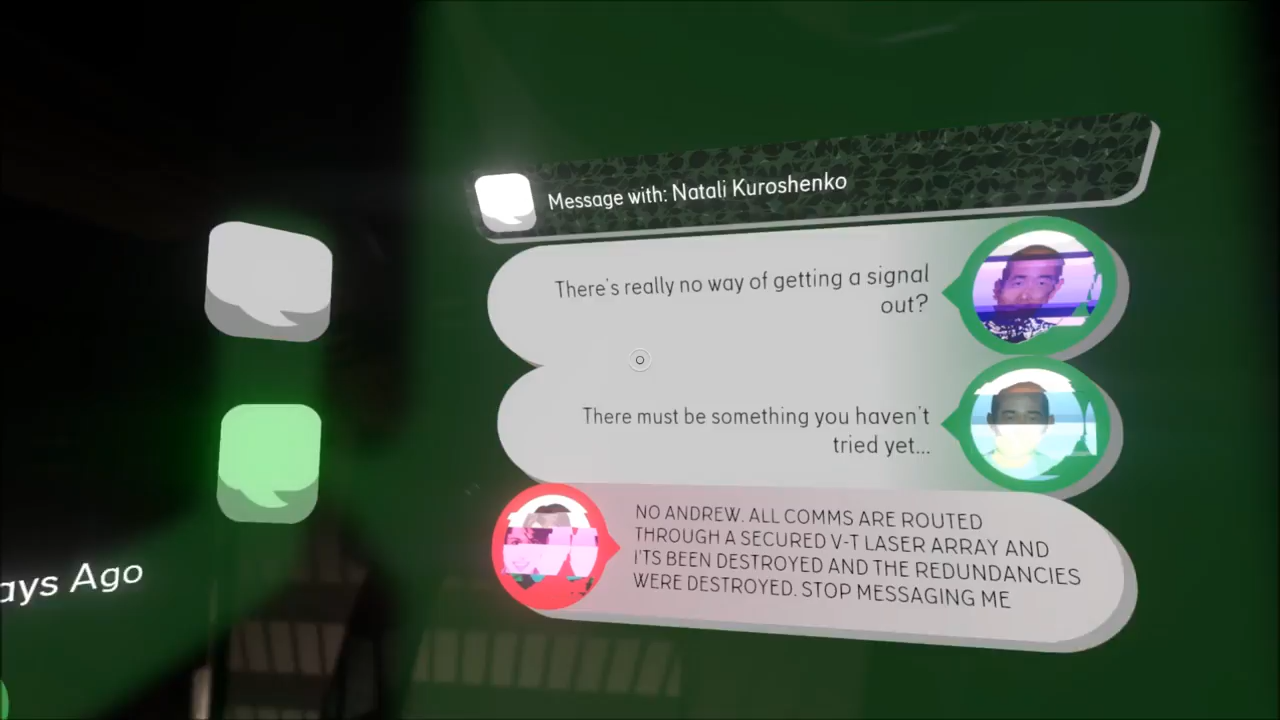 Message with: Natali Kuroshenko
There's really no way of getting a signal
out?
There must be something you haven't
tried yet...
NO ANDREW. ALL COMMS ARE ROUTED
THROUGH A SECURED V-T LASER ARRAY AND
I'TS BEEN DESTROYED AND THE REDUNDANCIES
WERE DESTROYED. STOP MESSAGING ME
ays Ago